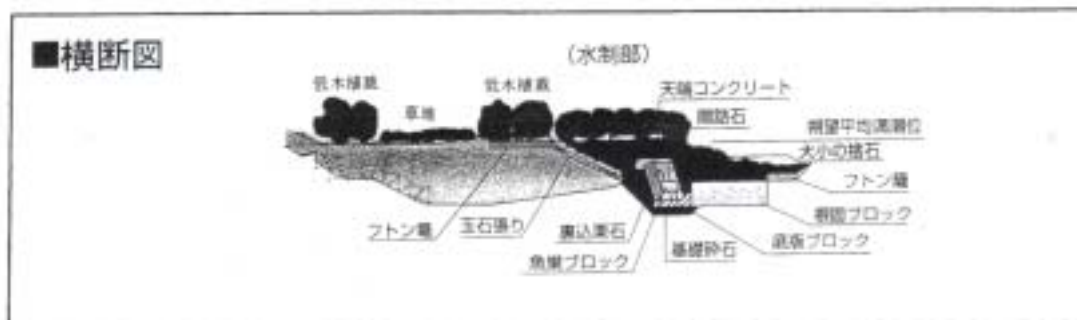 ■横断図
(水制部)
低木植栽
低木植栽
天端コンクリート
草地
間詰石
朔望平均満潮位
大小の捨石
フトン篭
フトン篭
玉石張り
裏込栗石
根固ブロック
魚巣ブロック
基礎砕石
底版ブロック